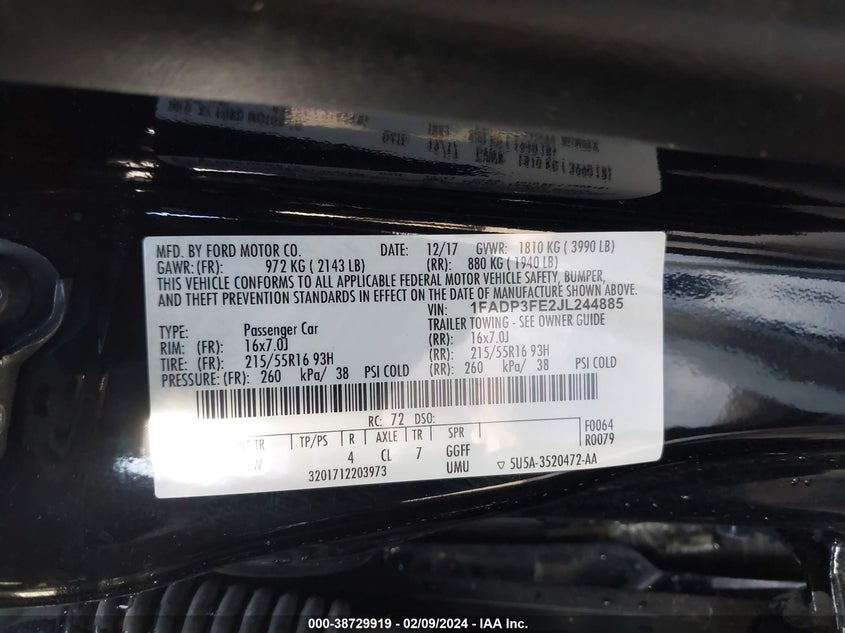 MFD. BY FORD MOTOR CO. DATE: 12/17 GVWR: 1810 KG ( 3990 LB)
GAWR: (FR): 972 KG ( 2143 LB) (RR): 880 KG ( 1940 LB)
THIS VEHICLE CONFORMS TO ALL APPLICABLE FEDERAL MOTOR VEHICLE SAFETY, BUMPER,
AND THEFT PREVENTION STANDARDS IN EFFECT ON THE DATE OF MANUFACTURE SHOWN ABOVE.
VIN: 1FADP3FE2JL244885
TYPE: Passenger Car TRAILER TOWING - SEE OWNER GUIDE
RIM: (FR): 16x7.0J (RR): 16x7.0J
TIRE: (FR): 215/55R16 93H (RR): 215/55R16 93H
PRESSURE: (FR): 260 kPa/ 38 PSI COLD (RR): 260 kPa/ 38 PSI COLD
RC: 72 DSO:
F0064
TR TP/PS R AXLE TR SPR R0079
4 CL 7 GGFF
3201712203973 UMU ▽ 5U5A-3520472-AA
000-38729919 - 02/09/2024 - IAA Inc.